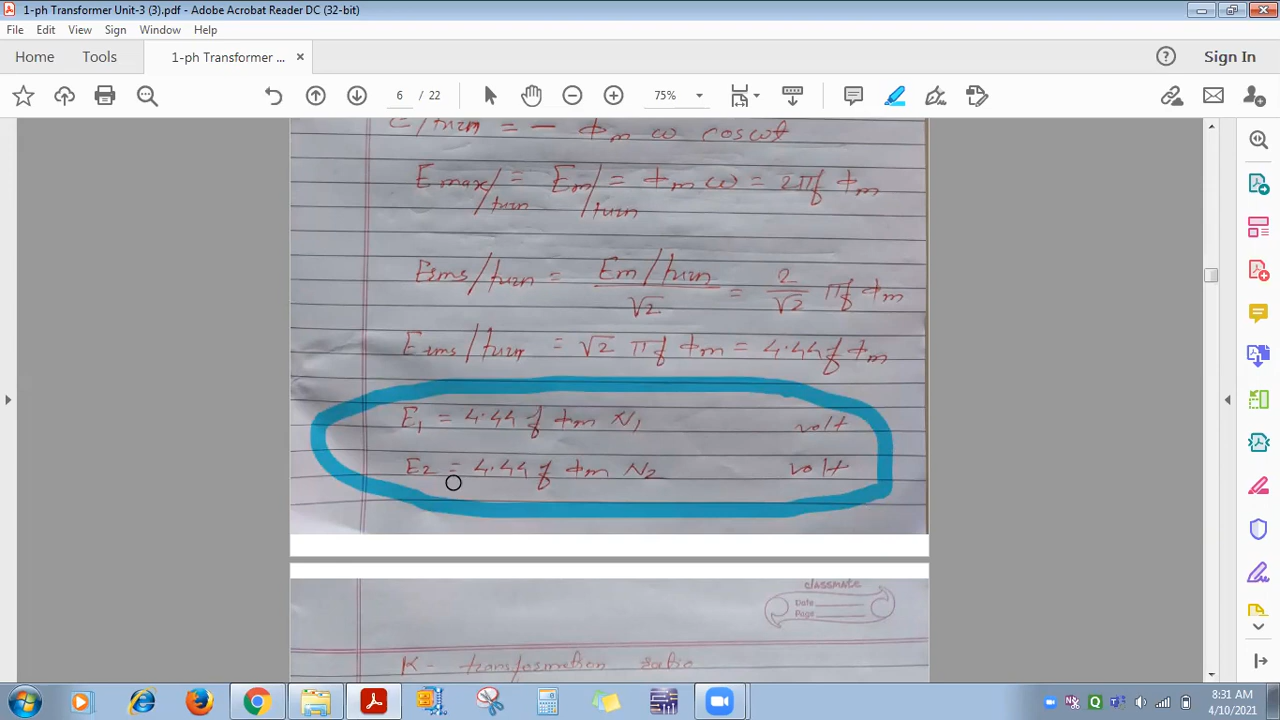 1-ph Transformer Unit-3 (3).pdf - Adobe Acrobat Reader DC (32-bit)
File Edit View Sign Window Help
Home Tools 1-ph Transformer ... × Sign In
6 / 22 75%
E/turn = - ϕm ω cosωt
Emax/turn = Em/turn = ϕm ω = 2πf ϕm
Erms/turn = Em/turn / √2 = 2/√2 πf ϕm
Erms/turn = √2 πf ϕm = 4.44f ϕm
E1 = 4.44 f ϕm N1 volt
E2 = 4.44 f ϕm N2 volt
classmate
Date
Page
K - transformation ratio
8:31 AM
4/10/2021